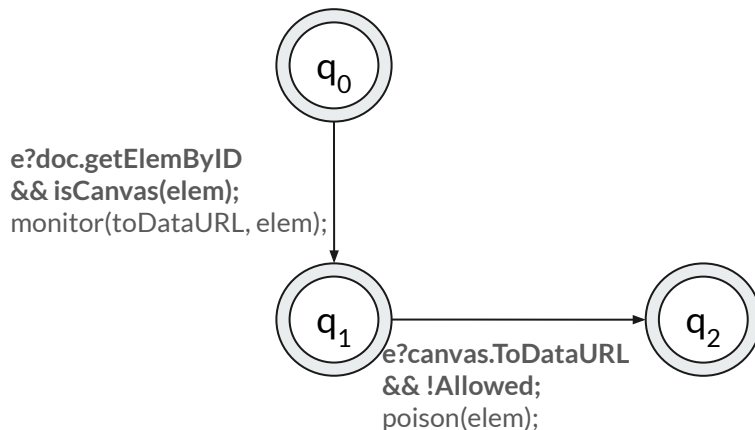 q0
e?doc.getElemByID
&& isCanvas(elem);
monitor(toDataURL, elem);
q1
q2
e?canvas.ToDataURL
&& !Allowed;
poison(elem);